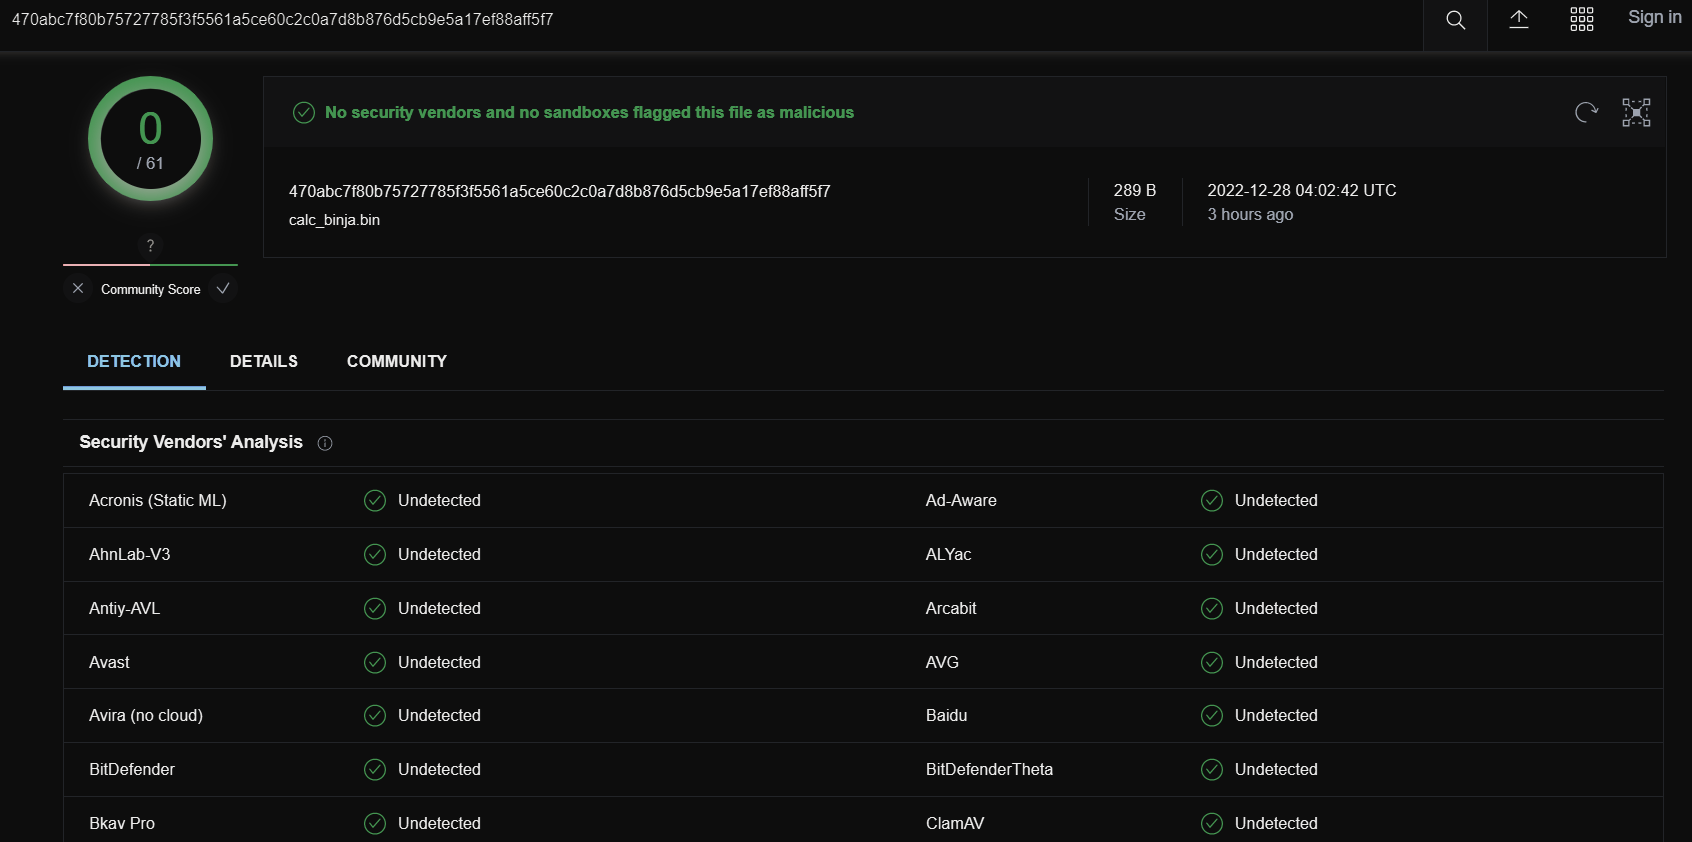 470abc7f80b75727785f3f5561a5ce60c2c0a7d8b876d5cb9e5a17ef88aff5f7
Sign in
0
/ 61
?
Community Score
No security vendors and no sandboxes flagged this file as malicious
470abc7f80b75727785f3f5561a5ce60c2c0a7d8b876d5cb9e5a17ef88aff5f7
calc_binja.bin
289 B
Size
2022-12-28 04:02:42 UTC
3 hours ago
DETECTION DETAILS COMMUNITY
Security Vendors' Analysis
Acronis (Static ML) Undetected Ad-Aware Undetected
AhnLab-V3 Undetected ALYac Undetected
Antiy-AVL Undetected Arcabit Undetected
Avast Undetected AVG Undetected
Avira (no cloud) Undetected Baidu Undetected
BitDefender Undetected BitDefenderTheta Undetected
Bkav Pro Undetected ClamAV Undetected